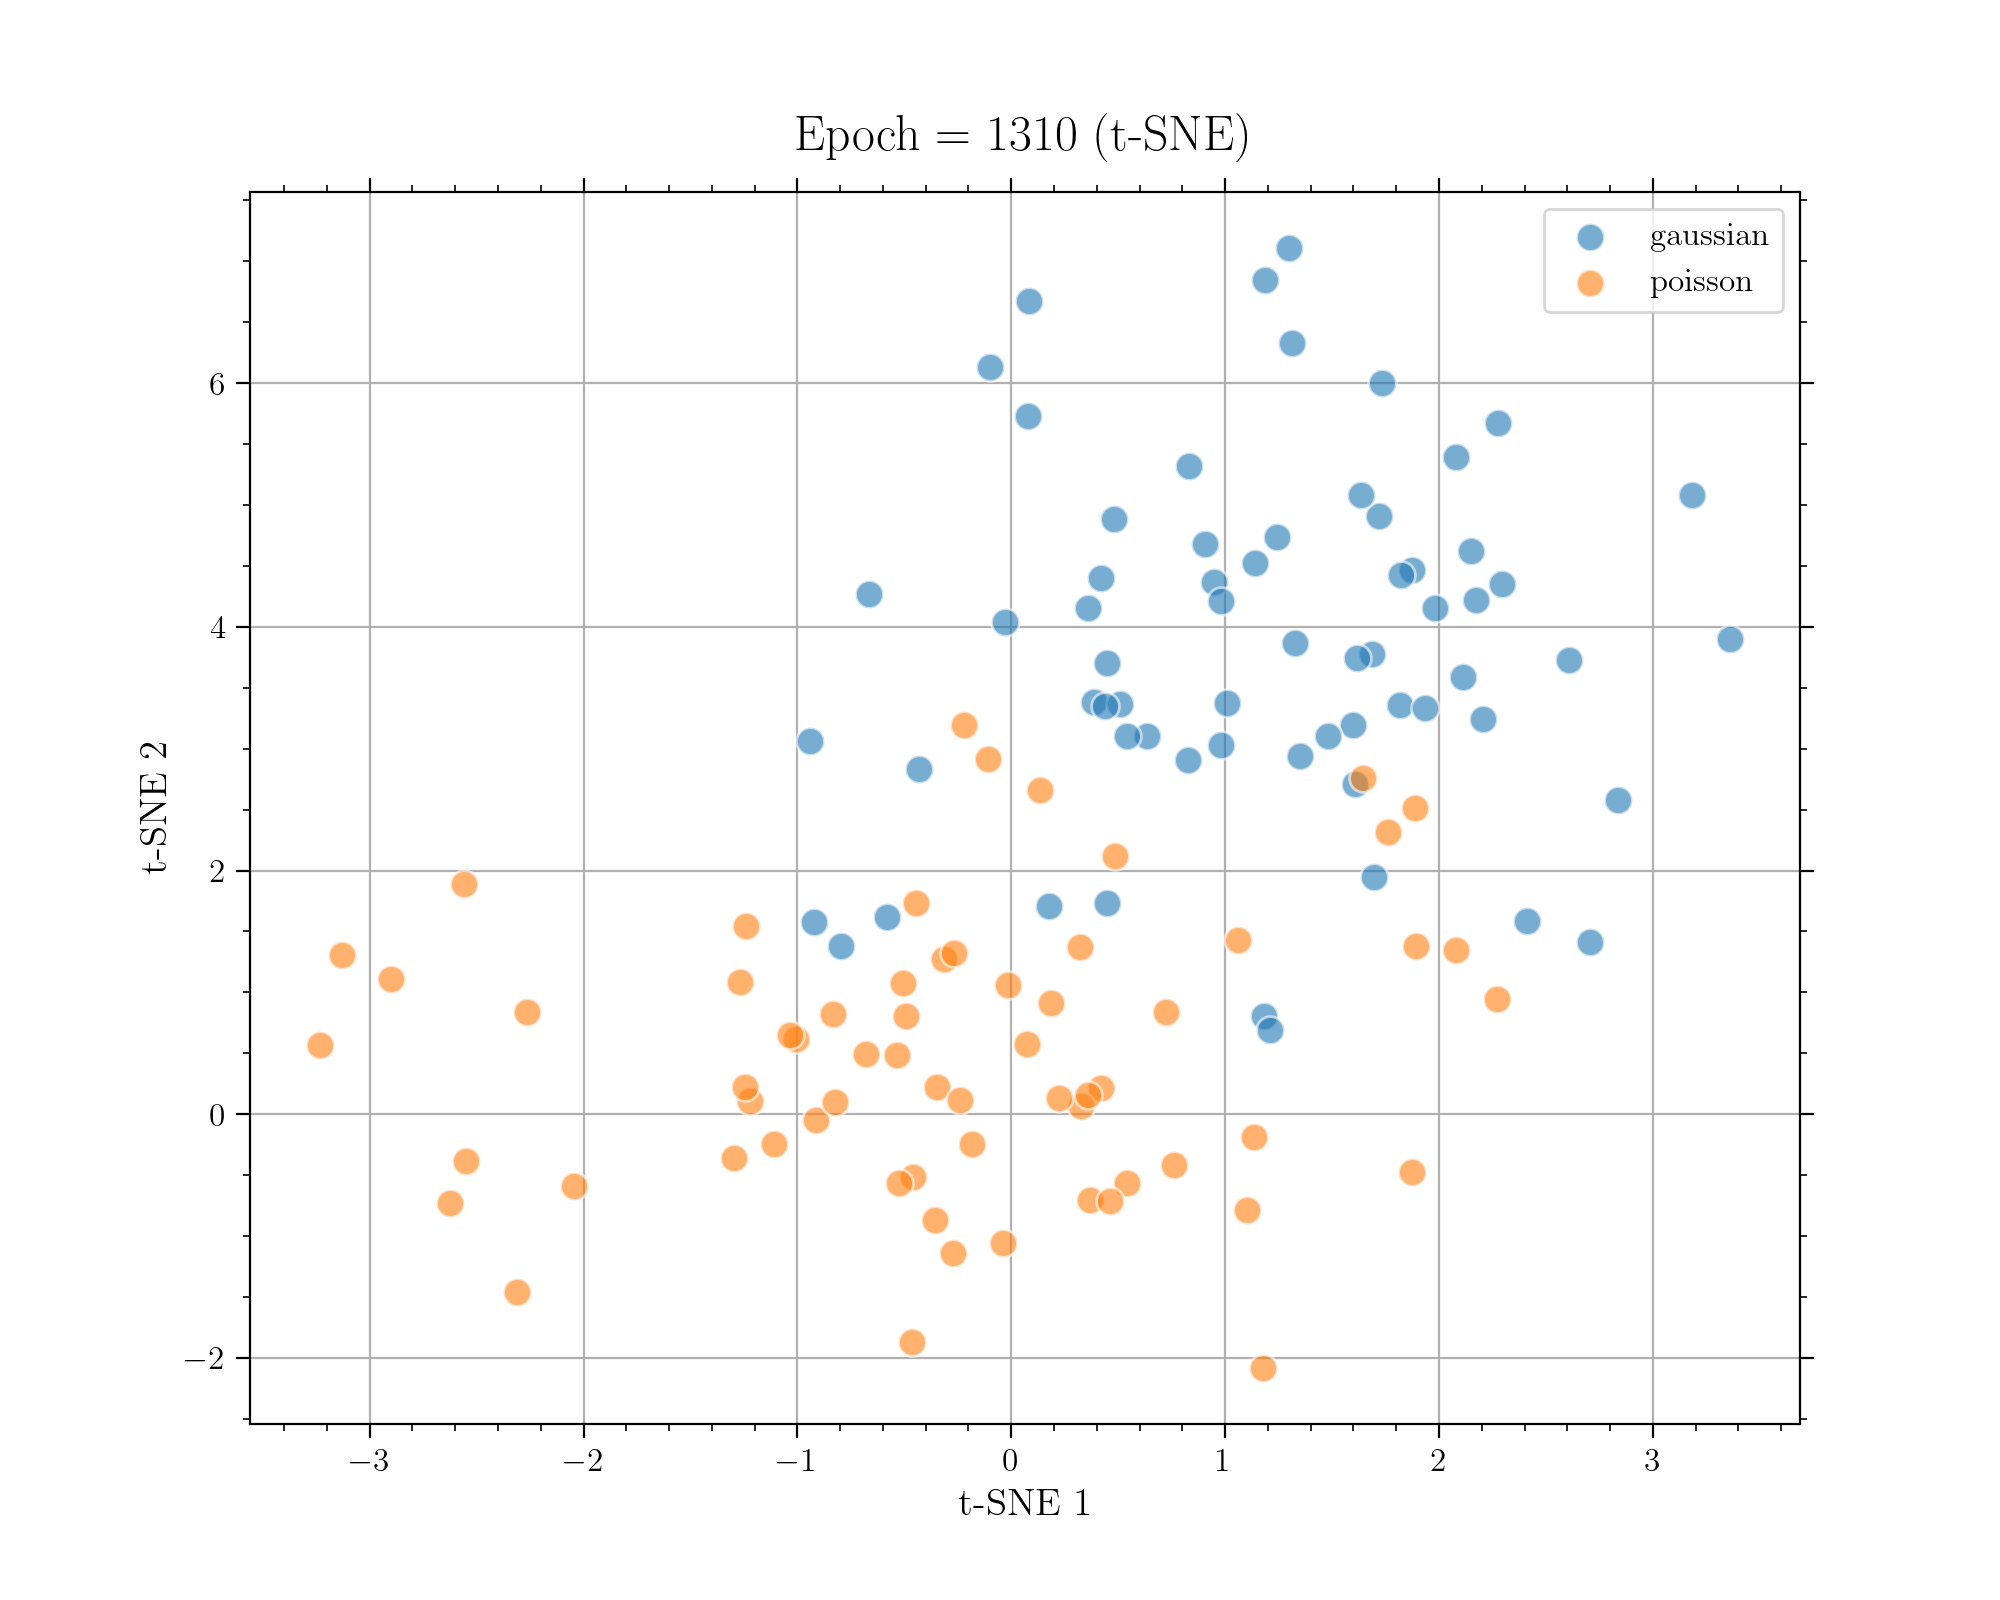 Epoch = 1310 (t-SNE)
gaussian
poisson
6
4
2
0
−2
t-SNE 2
−3
−2
−1
0
1
2
3
t-SNE 1